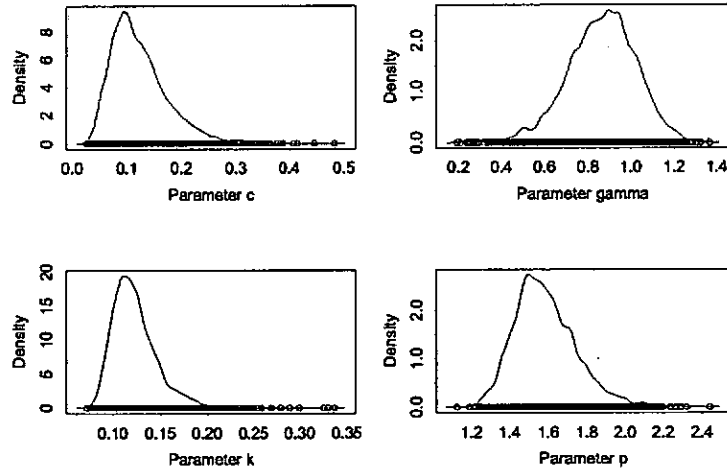 Density
0 2 4 6 8
0.0 0.1 0.2 0.3 0.4 0.5
Parameter c
Density
0.0 1.0 2.0
0.2 0.4 0.6 0.8 1.0 1.2 1.4
Parameter gamma
Density
0 5 10 15 20
0.10 0.15 0.20 0.25 0.30 0.35
Parameter k
Density
0.0 1.0 2.0
1.2 1.4 1.6 1.8 2.0 2.2 2.4
Parameter p